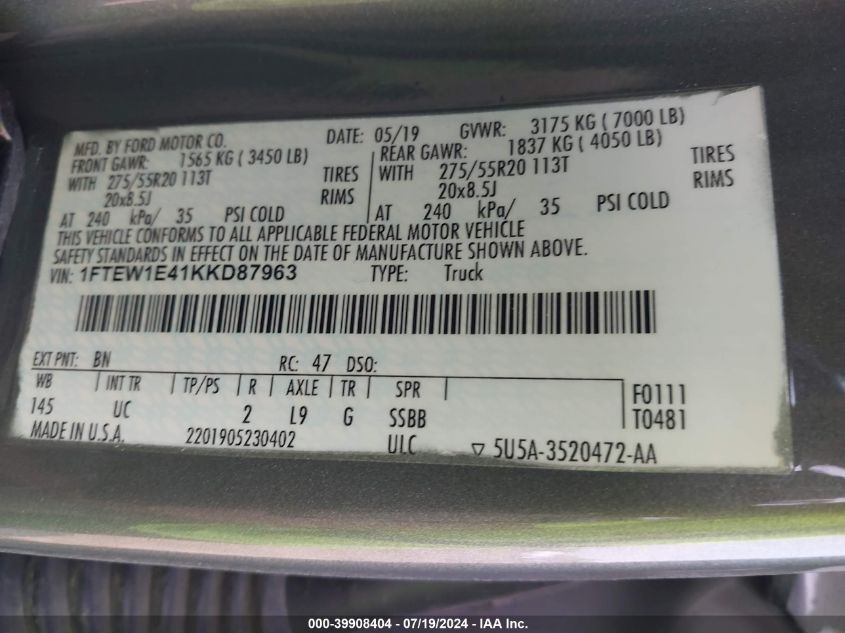 MFD. BY FORD MOTOR CO. DATE: 05/19 GVWR: 3175 KG ( 7000 LB)
FRONT GAWR: 1565 KG ( 3450 LB) REAR GAWR: 1837 KG ( 4050 LB)
WITH 275/55R20 113T TIRES WITH 275/55R20 113T TIRES
20x8.5J RIMS 20x8.5J RIMS
AT 240 kPa/ 35 PSI COLD AT 240 kPa/ 35 PSI COLD
THIS VEHICLE CONFORMS TO ALL APPLICABLE FEDERAL MOTOR VEHICLE
SAFETY STANDARDS IN EFFECT ON THE DATE OF MANUFACTURE SHOWN ABOVE.
VIN: 1FTEW1E41KKD87963 TYPE: Truck
EXT PNT: BN RC: 47 DSO:
WB INT TR TP/PS R AXLE TR SPR F0111
145 UC 2 L9 G SSBB T0481
MADE IN U.S.A. 2201905230402 ULC ▽ 5U5A-3520472-AA
000-39908404 - 07/19/2024 - IAA Inc.